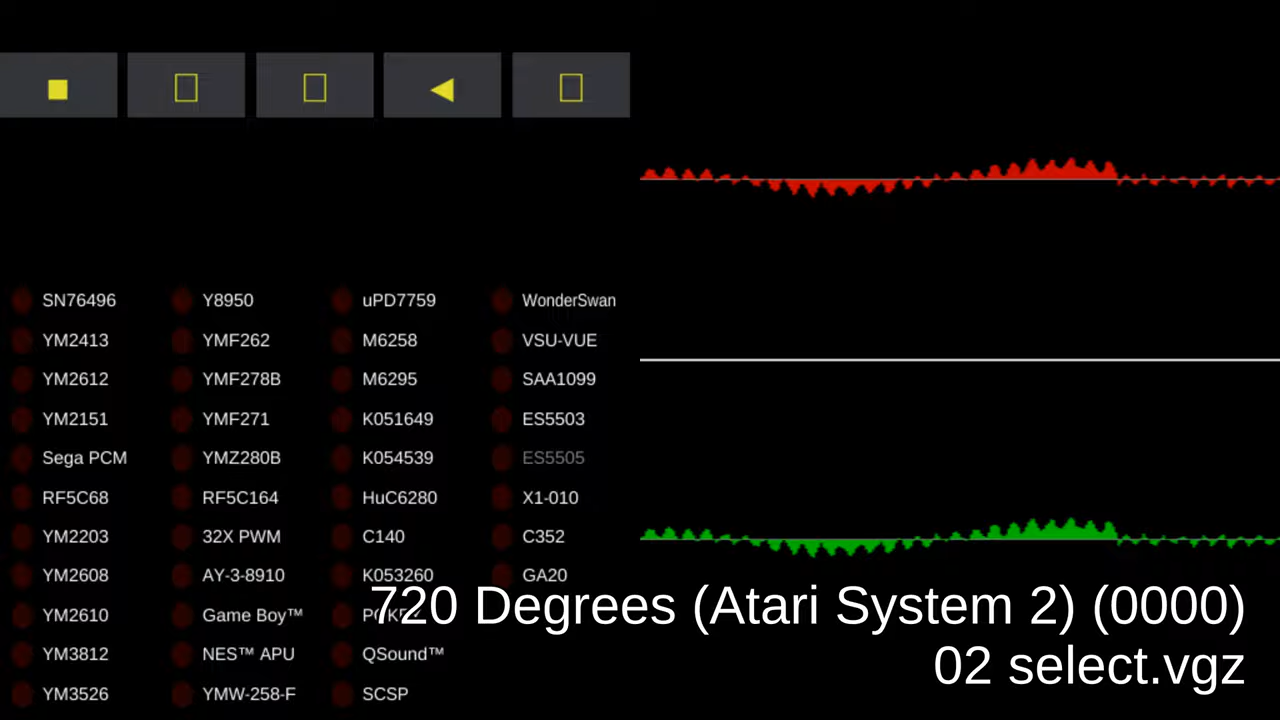 SN76496 Y8950 uPD7759 WonderSwan
YM2413 YMF262 M6258 VSU-VUE
YM2612 YMF278B M6295 SAA1099
YM2151 YMF271 K051649 ES5503
Sega PCM YMZ280B K054539 ES5505
RF5C68 RF5C164 HuC6280 X1-010
YM2203 32X PWM C140 C352
YM2608 AY-3-8910 K053260 GA20
YM2610 Game Boy™
720 Degrees (Atari System 2) (0000)
YM3812 NES™ APU QSound™
02 select.vgz
YM3526 YMW-258-F SCSP